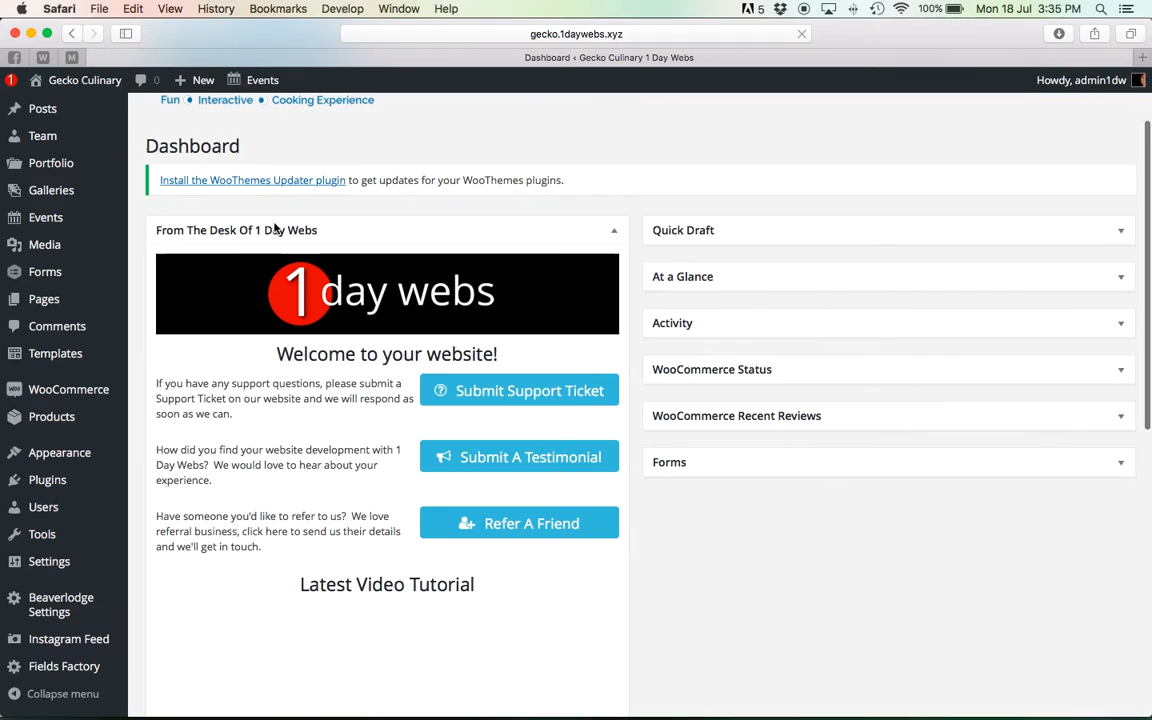 Safari File Edit View History Bookmarks Develop Window Help 5 100% Mon 18 Jul 3:35 PM
gecko.1daywebs.xyz
Dashboard ‹ Gecko Culinary 1 Day Webs
1 Gecko Culinary 0 New Events Howdy, admin1dw
Fun • Interactive • Cooking Experience
Posts
Team
Portfolio
Galleries
Events
Media
Forms
Pages
Comments
Templates
WooCommerce
Products
Appearance
Plugins
Users
Tools
Settings
Beaverlodge
Settings
Instagram Feed
Fields Factory
Collapse menu
Dashboard
Install the WooThemes Updater plugin to get updates for your WooThemes plugins.
From The Desk Of 1 Day Webs
1 day webs
Welcome to your website!
If you have any support questions, please submit a
Support Ticket on our website and we will respond as
soon as we can.
Submit Support Ticket
How did you find your website development with 1
Day Webs? We would love to hear about your
experience.
Submit A Testimonial
Have someone you'd like to refer to us? We love
referral business, click here to send us their details
and we'll get in touch.
Refer A Friend
Latest Video Tutorial
Quick Draft
At a Glance
Activity
WooCommerce Status
WooCommerce Recent Reviews
Forms